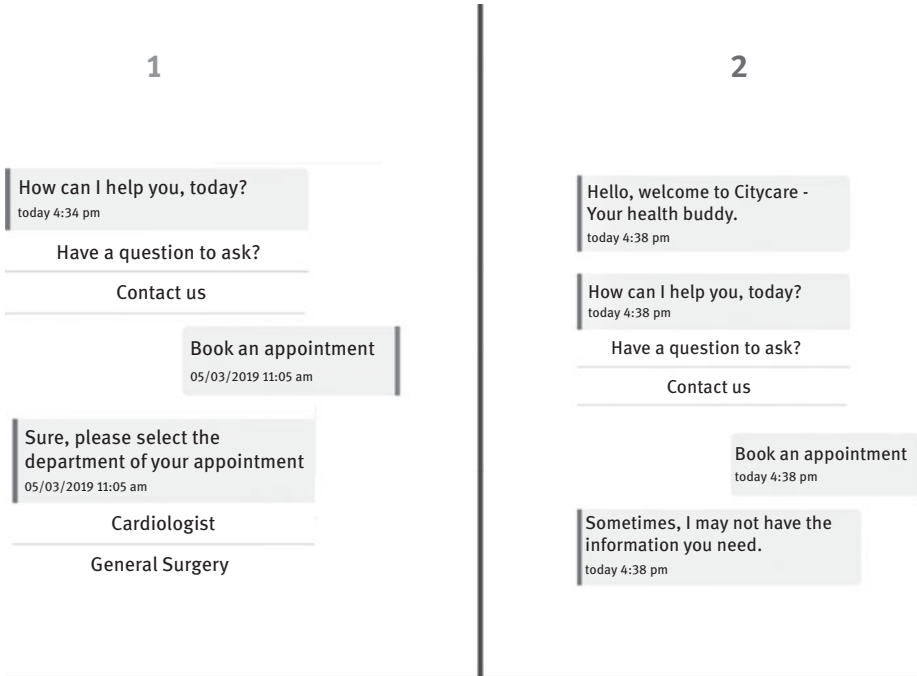 1
How can I help you, today?
today 4:34 pm
Have a question to ask?
Contact us
Book an appointment
05/03/2019 11:05 am
Sure, please select the
department of your appointment
05/03/2019 11:05 am
Cardiologist
General Surgery
2
Hello, welcome to Citycare -
Your health buddy.
today 4:38 pm
How can I help you, today?
today 4:38 pm
Have a question to ask?
Contact us
Book an appointment
today 4:38 pm
Sometimes, I may not have the
information you need.
today 4:38 pm